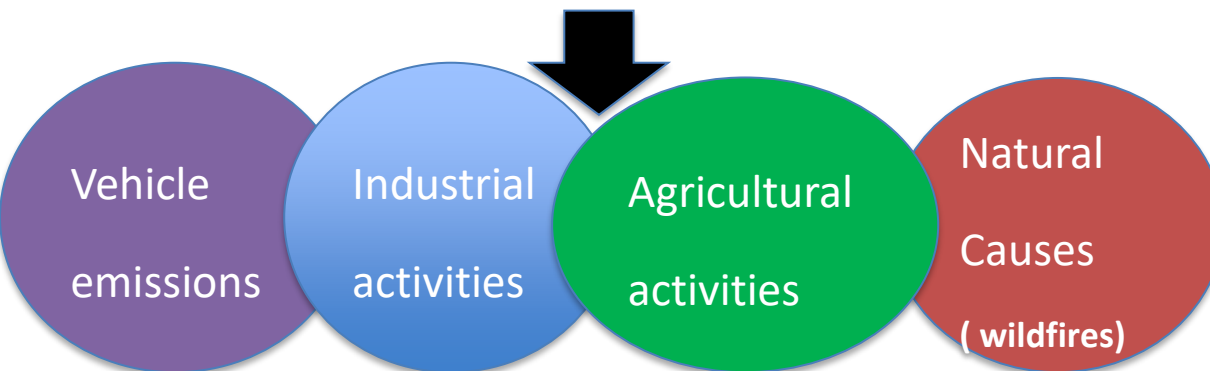 Vehicle
emissions
Industrial
activities
Agricultural
activities
Natural
Causes
( wildfires)